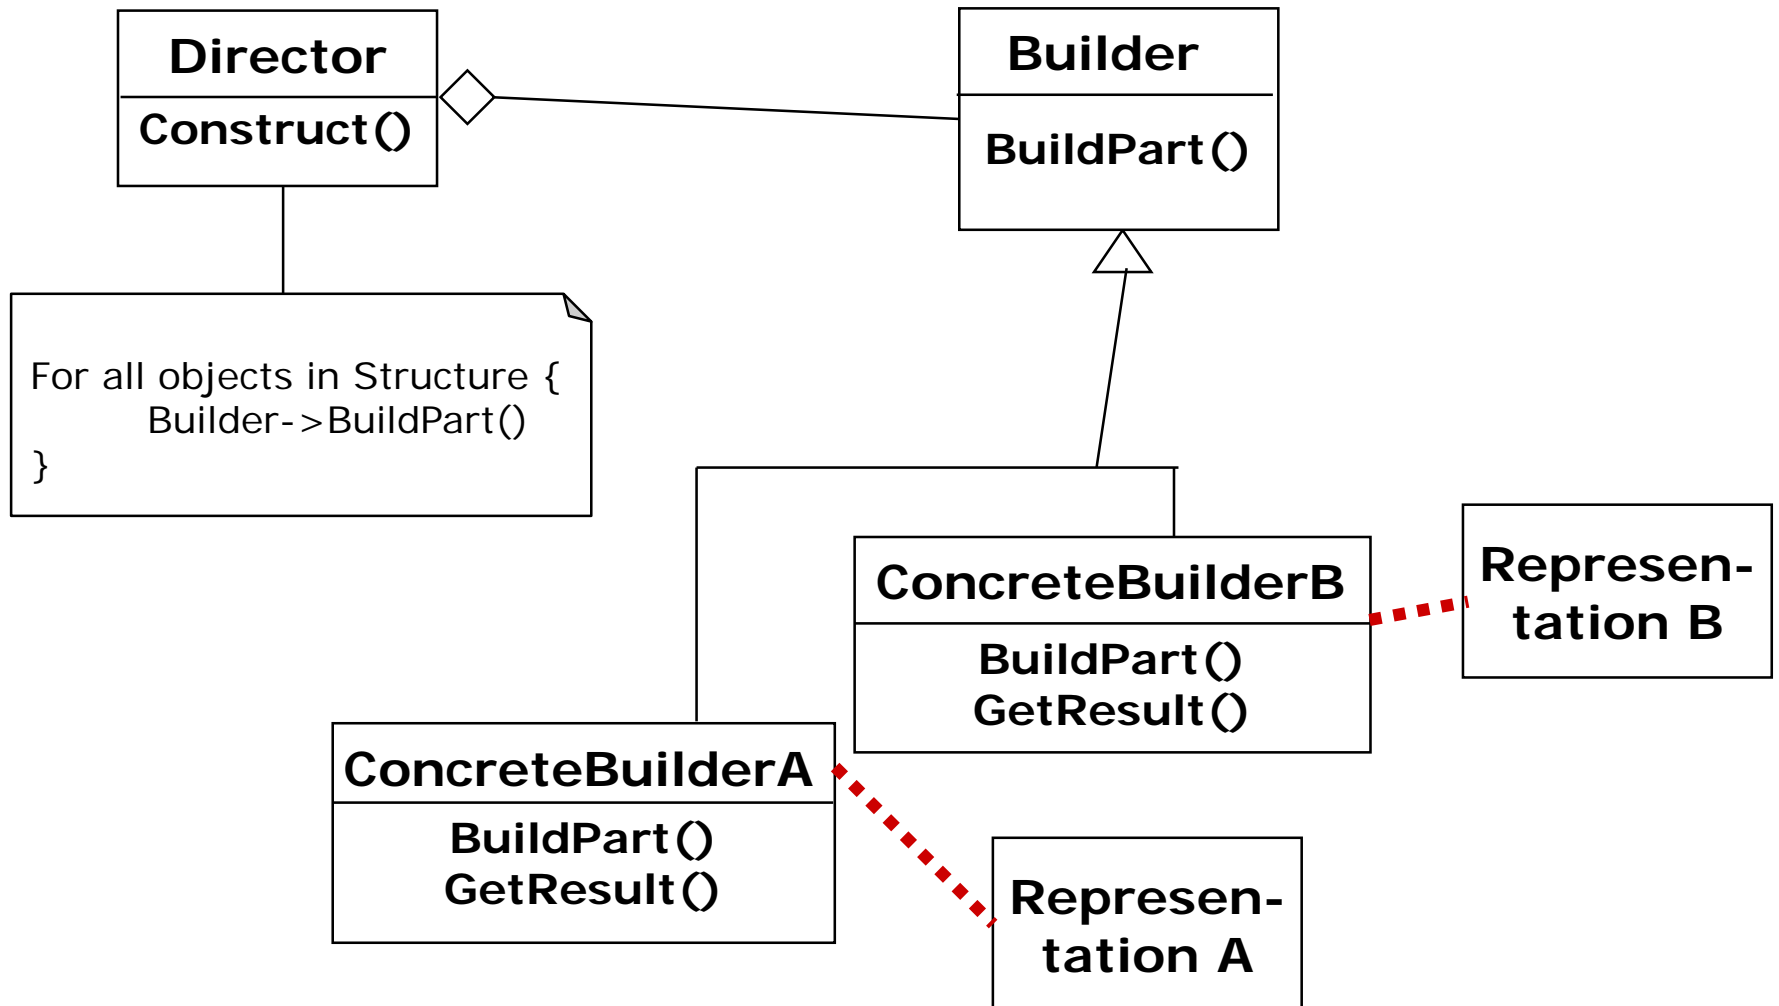 Director
Construct()
Builder
BuildPart()
For all objects in Structure {
Builder->BuildPart()
}
ConcreteBuilderB
BuildPart()
GetResult()
Represen-
tation B
ConcreteBuilderA
BuildPart()
GetResult()
Represen-
tation A